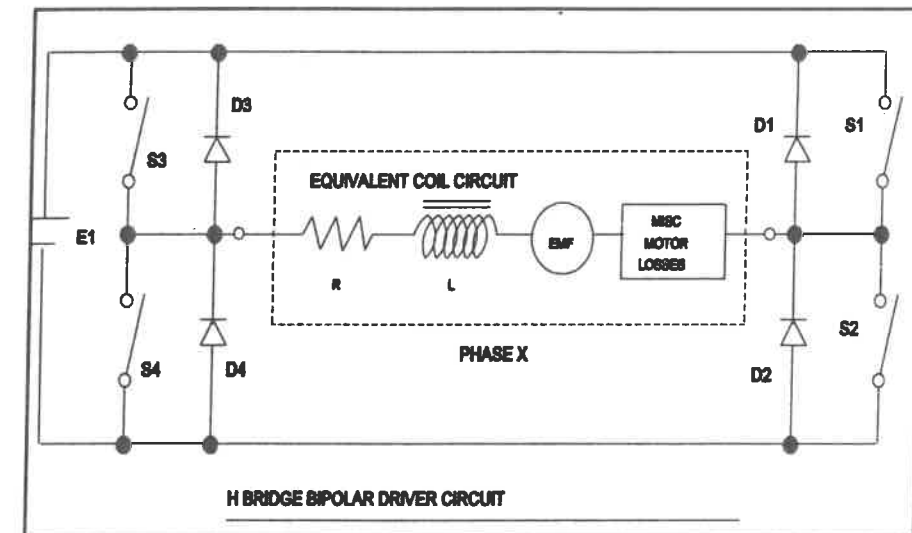 D3
D1
S1
S3
EQUIVALENT COIL CIRCUIT
E1
EMF
MISC
MOTOR
LOSSES
R
L
S2
PHASE X
S4
D4
D2
H BRIDGE BIPOLAR DRIVER CIRCUIT